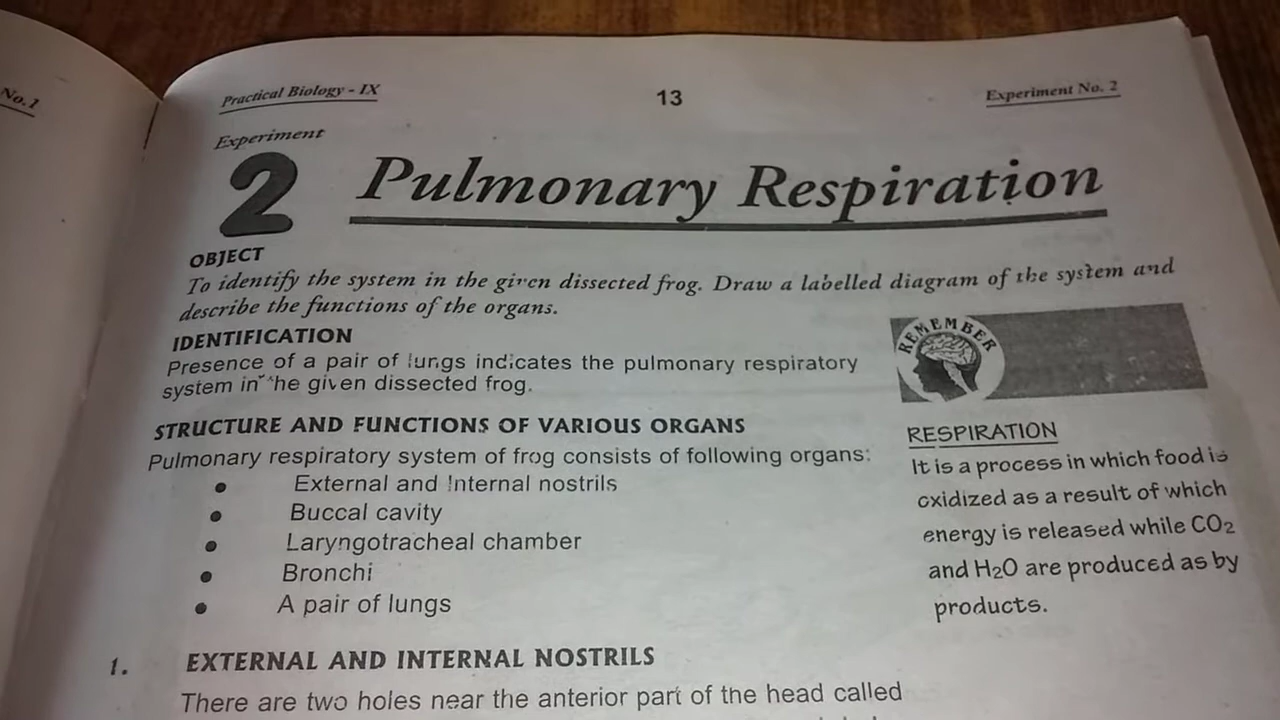 No.1
Practical Biology - IX
13
Experiment No. 2
Experiment
2 Pulmonary Respiration
OBJECT
To identify the system in the given dissected frog. Draw a labelled diagram of the system and
describe the functions of the organs.
IDENTIFICATION
Presence of a pair of lungs indicates the pulmonary respiratory
system in the given dissected frog.
STRUCTURE AND FUNCTIONS OF VARIOUS ORGANS
Pulmonary respiratory system of frog consists of following organs:
• External and Internal nostrils
• Buccal cavity
• Laryngotracheal chamber
• Bronchi
• A pair of lungs
1. EXTERNAL AND INTERNAL NOSTRILS
There are two holes near the anterior part of the head called
REMEMBER
RESPIRATION
It is a process in which food is
oxidized as a result of which
energy is released while CO2
and H2O are produced as by
products.